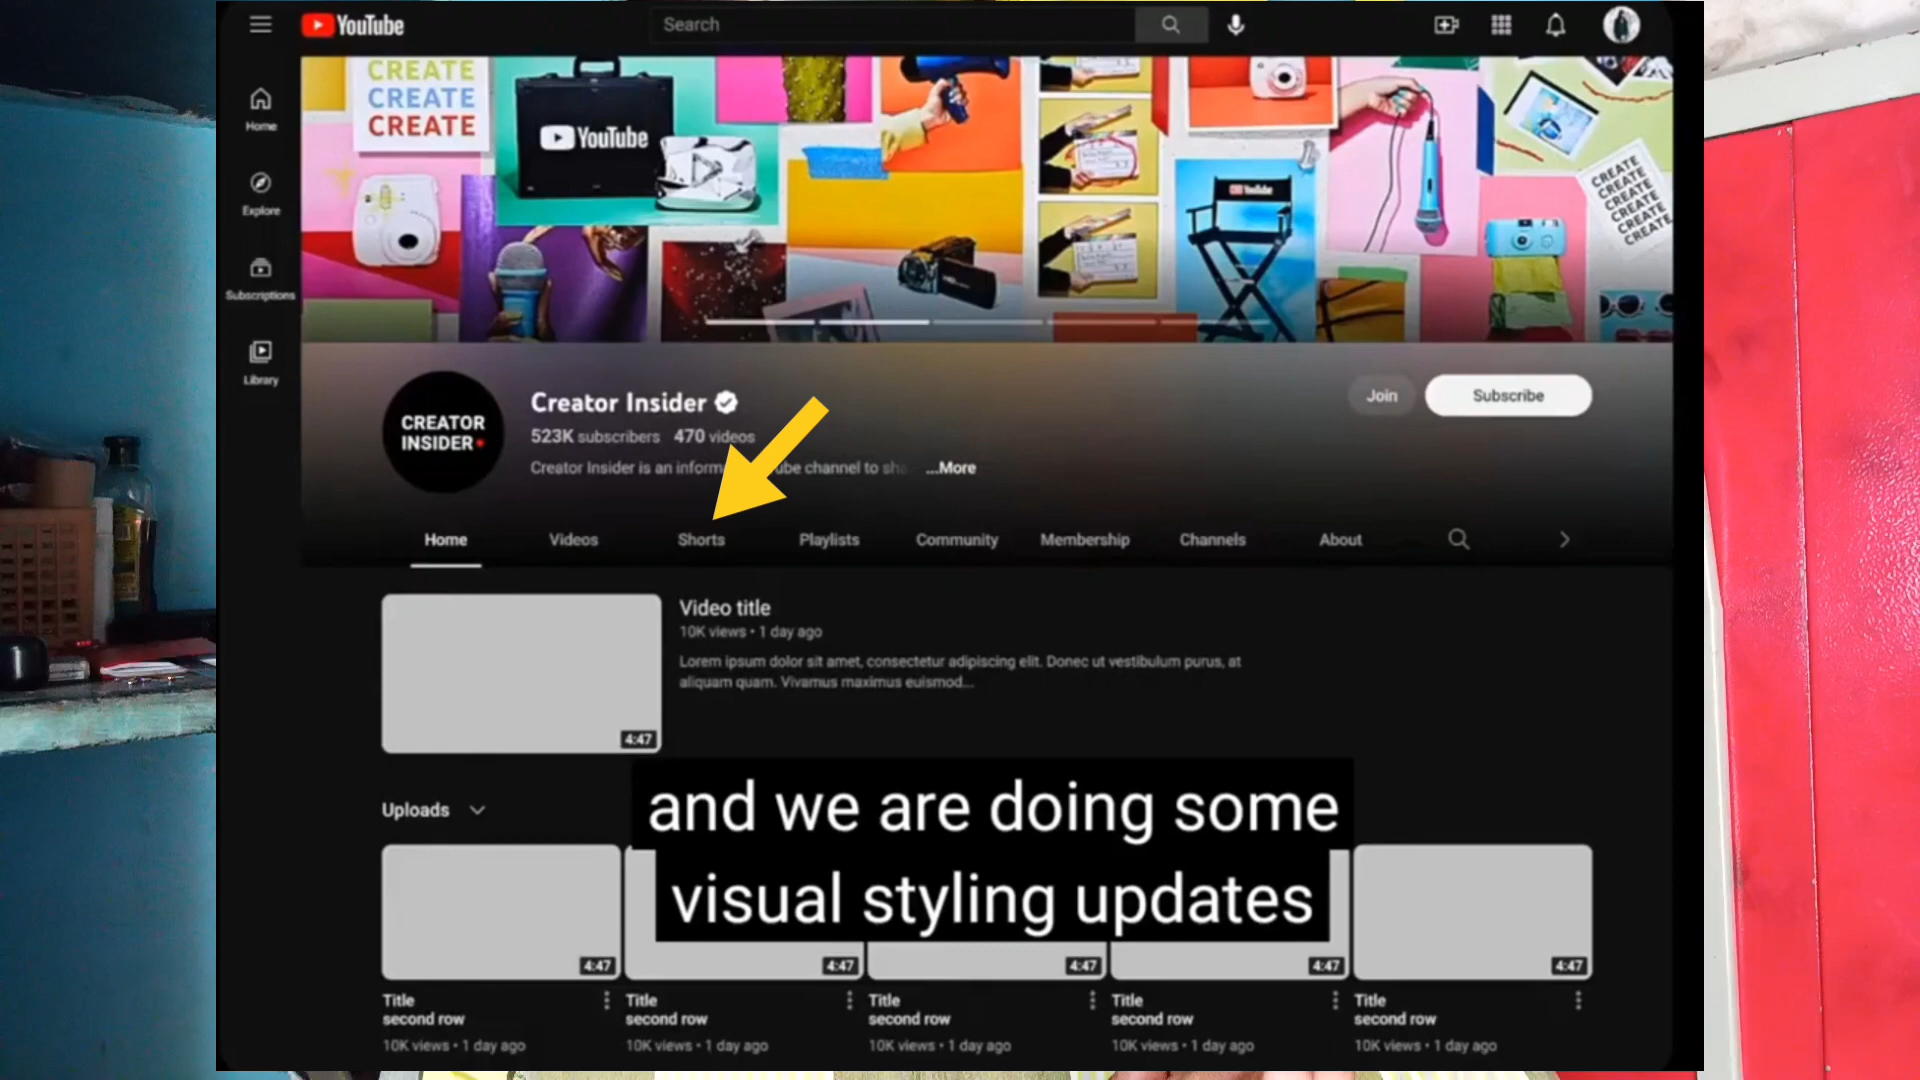 YouTube
Search
CREATE
CREATE
CREATE
YouTube
YouTube
CREATE
CREATE
CREATE
CREATE
CREATE
CREATE
Home
Explore
Subscriptions
Library
CREATOR
INSIDER
Creator Insider
523K subscribers 470 videos
Creator Insider is an inform ube channel to sha ...More
Join
Subscribe
Home Videos Shorts Playlists Community Membership Channels About
Video title
10K views • 1 day ago
Lorem ipsum dolor sit amet, consectetur adipiscing elit. Donec ut vestibulum purus, at
aliquam quam. Vivamus maximus euismod...
4:47
Uploads
and we are doing some
visual styling updates
4:47 4:47 4:47 4:47 4:47
Title Title Title Title Title
second row second row second row second row second row
10K views • 1 day ago 10K views • 1 day ago 10K views • 1 day ago 10K views • 1 day ago 10K views • 1 day ago